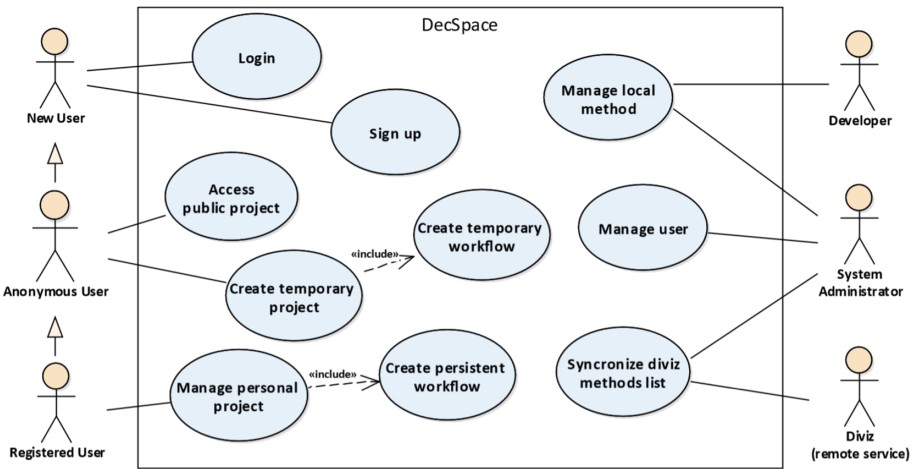 DecSpace
Login
New User
Sign up
Manage local
method
Developer
Access
public project
Create temporary
workflow
Manage user
«include»
Anonymous User
Create temporary
project
System
Administrator
«include»
Create persistent
workflow
Syncronize diviz
methods list
Manage personal
project
Registered User
Diviz
(remote service)